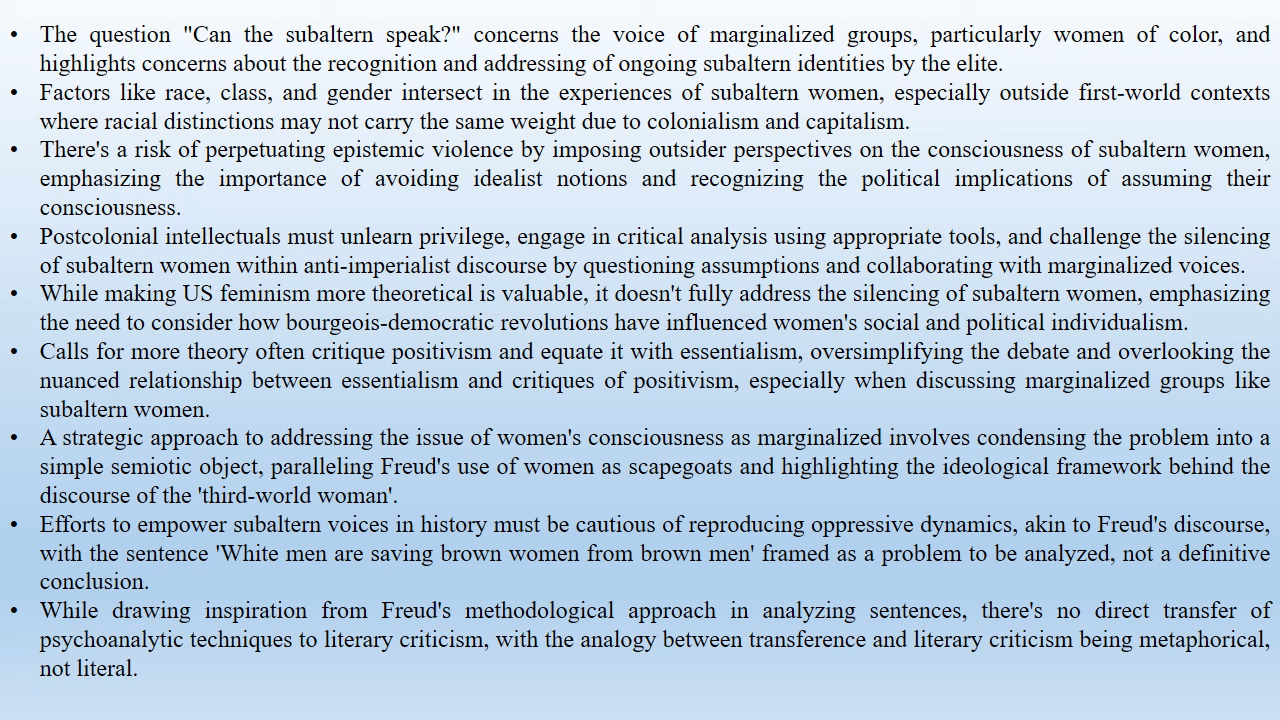 • The question "Can the subaltern speak?" concerns the voice of marginalized groups, particularly women of color, and
highlights concerns about the recognition and addressing of ongoing subaltern identities by the elite.
• Factors like race, class, and gender intersect in the experiences of subaltern women, especially outside first-world contexts
where racial distinctions may not carry the same weight due to colonialism and capitalism.
• There's a risk of perpetuating epistemic violence by imposing outsider perspectives on the consciousness of subaltern women,
emphasizing the importance of avoiding idealist notions and recognizing the political implications of assuming their
consciousness.
• Postcolonial intellectuals must unlearn privilege, engage in critical analysis using appropriate tools, and challenge the silencing
of subaltern women within anti-imperialist discourse by questioning assumptions and collaborating with marginalized voices.
• While making US feminism more theoretical is valuable, it doesn't fully address the silencing of subaltern women, emphasizing
the need to consider how bourgeois-democratic revolutions have influenced women's social and political individualism.
• Calls for more theory often critique positivism and equate it with essentialism, oversimplifying the debate and overlooking the
nuanced relationship between essentialism and critiques of positivism, especially when discussing marginalized groups like
subaltern women.
• A strategic approach to addressing the issue of women's consciousness as marginalized involves condensing the problem into a
simple semiotic object, paralleling Freud's use of women as scapegoats and highlighting the ideological framework behind the
discourse of the 'third-world woman'.
• Efforts to empower subaltern voices in history must be cautious of reproducing oppressive dynamics, akin to Freud's discourse,
with the sentence 'White men are saving brown women from brown men' framed as a problem to be analyzed, not a definitive
conclusion.
• While drawing inspiration from Freud's methodological approach in analyzing sentences, there's no direct transfer of
psychoanalytic techniques to literary criticism, with the analogy between transference and literary criticism being metaphorical,
not literal.